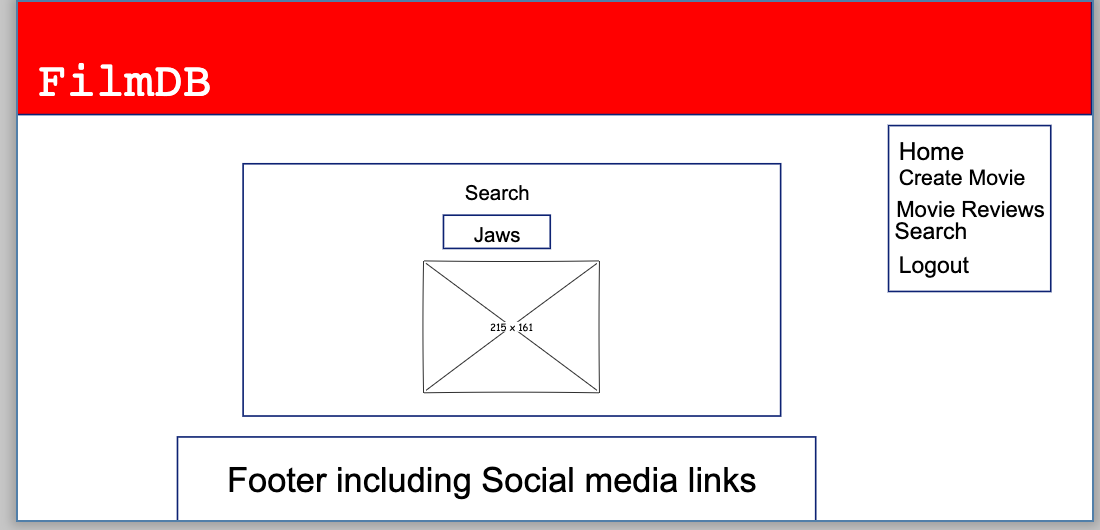 FilmDB
Home
Create Movie
Movie Reviews
Search
Logout
Search
Jaws
215 x 161
Footer including Social media links